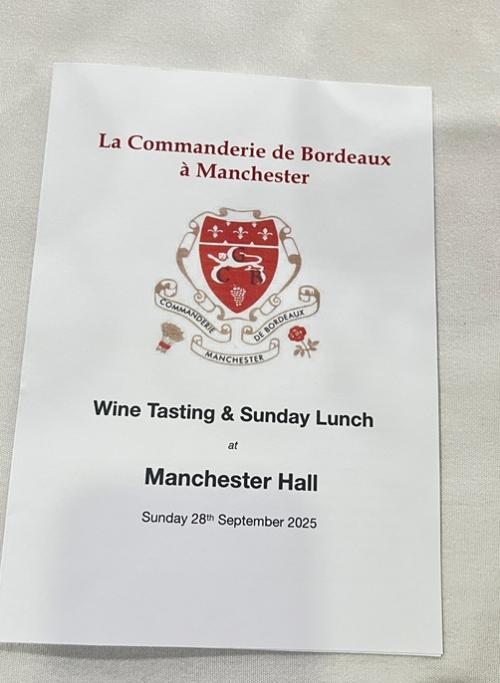 La Commanderie de Bordeaux
à Manchester
G
C B
COMMANDERIE
DE BORDEAUX
MANCHESTER
Wine Tasting & Sunday Lunch
at
Manchester Hall
Sunday 28th September 2025